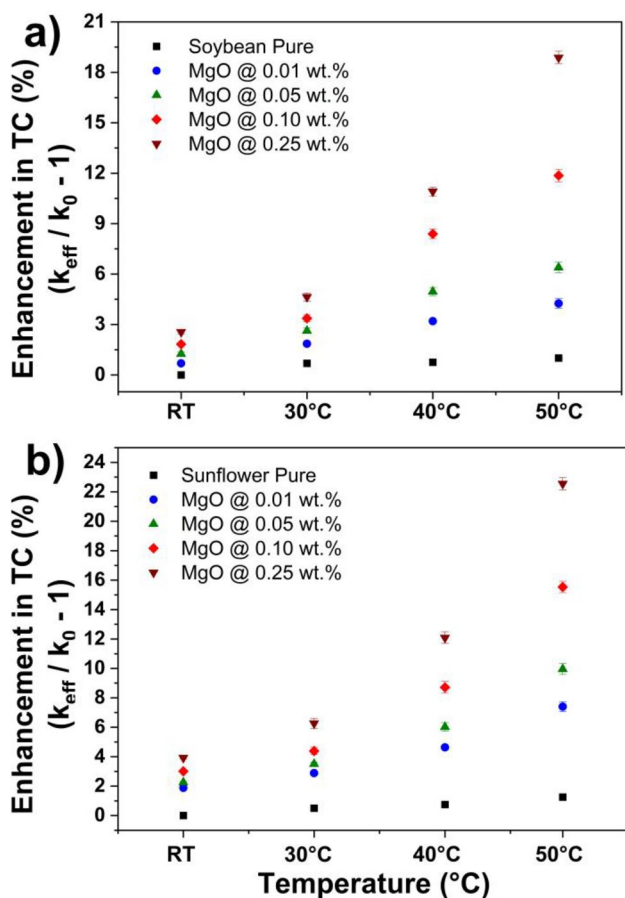 a)
Enhancement in TC (%)
(keff / k0 - 1)
21
18
15
12
9
6
3
0
Soybean Pure
MgO @ 0.01 wt.%
MgO @ 0.05 wt.%
MgO @ 0.10 wt.%
MgO @ 0.25 wt.%
RT 30°C 40°C 50°C
b)
Enhancement in TC (%)
(keff / k0 - 1)
24
22
20
18
16
14
12
10
8
6
4
2
0
Sunflower Pure
MgO @ 0.01 wt.%
MgO @ 0.05 wt.%
MgO @ 0.10 wt.%
MgO @ 0.25 wt.%
RT 30°C 40°C 50°C
Temperature (°C)